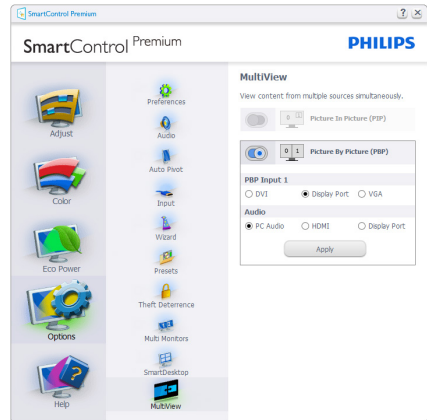 SmartControl Premium
? ×
SmartControl Premium
PHILIPS
Adjust
Color
Eco Power
Options
Help
Preferences
Audio
Auto Pivot
Input
Wizard
Presets
Theft Deterrence
Multi Monitors
SmartDesktop
MultiView
MultiView
View content from multiple sources simultaneously.
Picture In Picture (PIP)
0 1 Picture By Picture (PBP)
PBP Input 1
DVI Display Port VGA
Audio
PC Audio HDMI Display Port
Apply